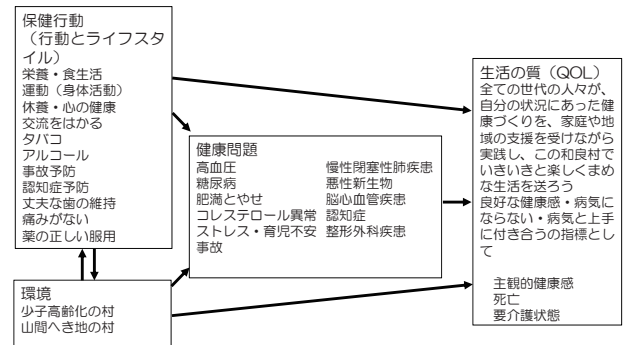 保健行動
（行動とライフスタ
イル）
栄養・食生活
運動（身体活動）
休養・心の健康
交流をはかる
タバコ
アルコール
事故予防
認知症予防
丈夫な歯の維持
痛みがない
薬の正しい服用
環境
少子高齢化の村
山間へき地の村
健康問題
高血圧
糖尿病
肥満とやせ
コレステロール異常
ストレス・育児不安
事故
慢性閉塞性肺疾患
悪性新生物
脳心血管疾患
認知症
整形外科疾患
生活の質（QOL）
全ての世代の人々が、
自分の状況にあった健
康づくりを、家庭や地
域の支援を受けながら
実践し、この和良村で
いきいきと楽しくまめ
な生活を送ろう
良好な健康感・病気に
ならない・病気と上手
に付き合うの指標とし
て
主観的健康感
死亡
要介護状態